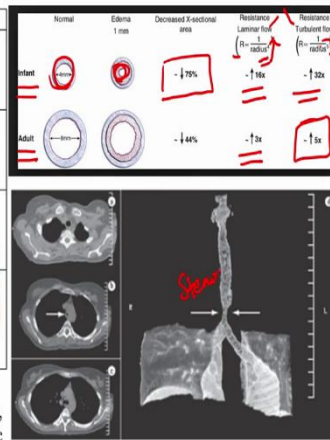 Normal
Edema
1 mm
Decreased X-sectional
area
Resistance
Laminar flow
(R≈ 1
radius⁴
Resistance
Turbulent flow
(R≈ 1
radius⁵
Infant
4mm
~↓75%
~↑16x
~↑32x
Adult
8mm
~↓44%
~↑3x
~↑5x
R
L